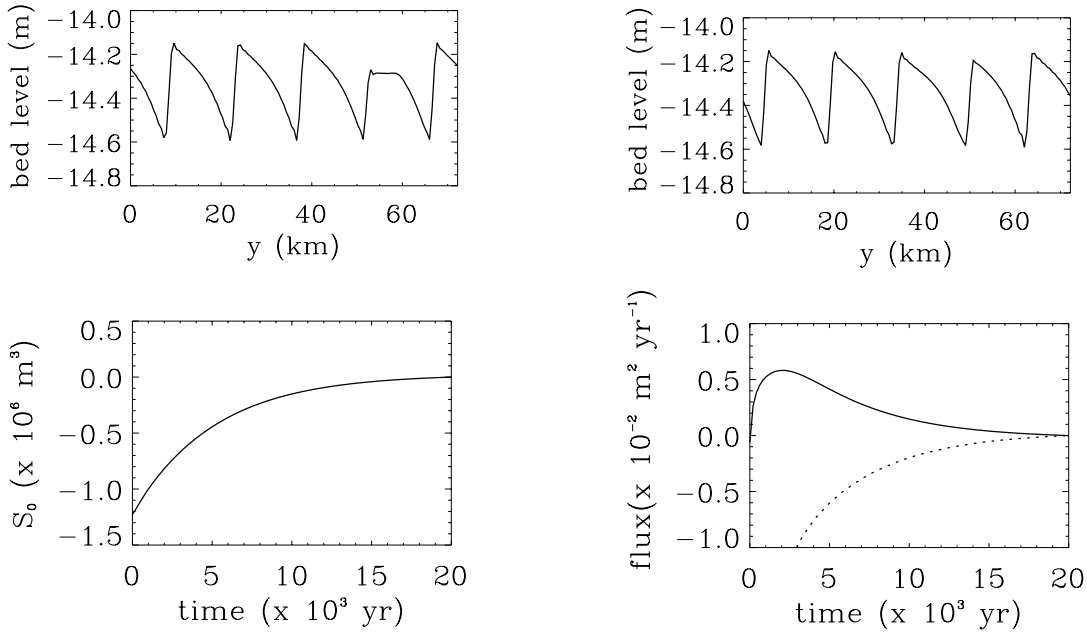 bed level (m)
−14.0
−14.2
−14.4
−14.6
−14.8
0 20 40 60
y (km)
bed level (m)
−14.0
−14.2
−14.4
−14.6
−14.8
0 20 40 60
y (km)
S₀ (x 10⁶ m³)
0.5
0.0
−0.5
−1.0
−1.5
0 5 10 15 20
time (x 10³ yr)
flux(x 10⁻² m² yr⁻¹)
1.0
0.5
0.0
−0.5
−1.0
0 5 10 15 20
time (x 10³ yr)